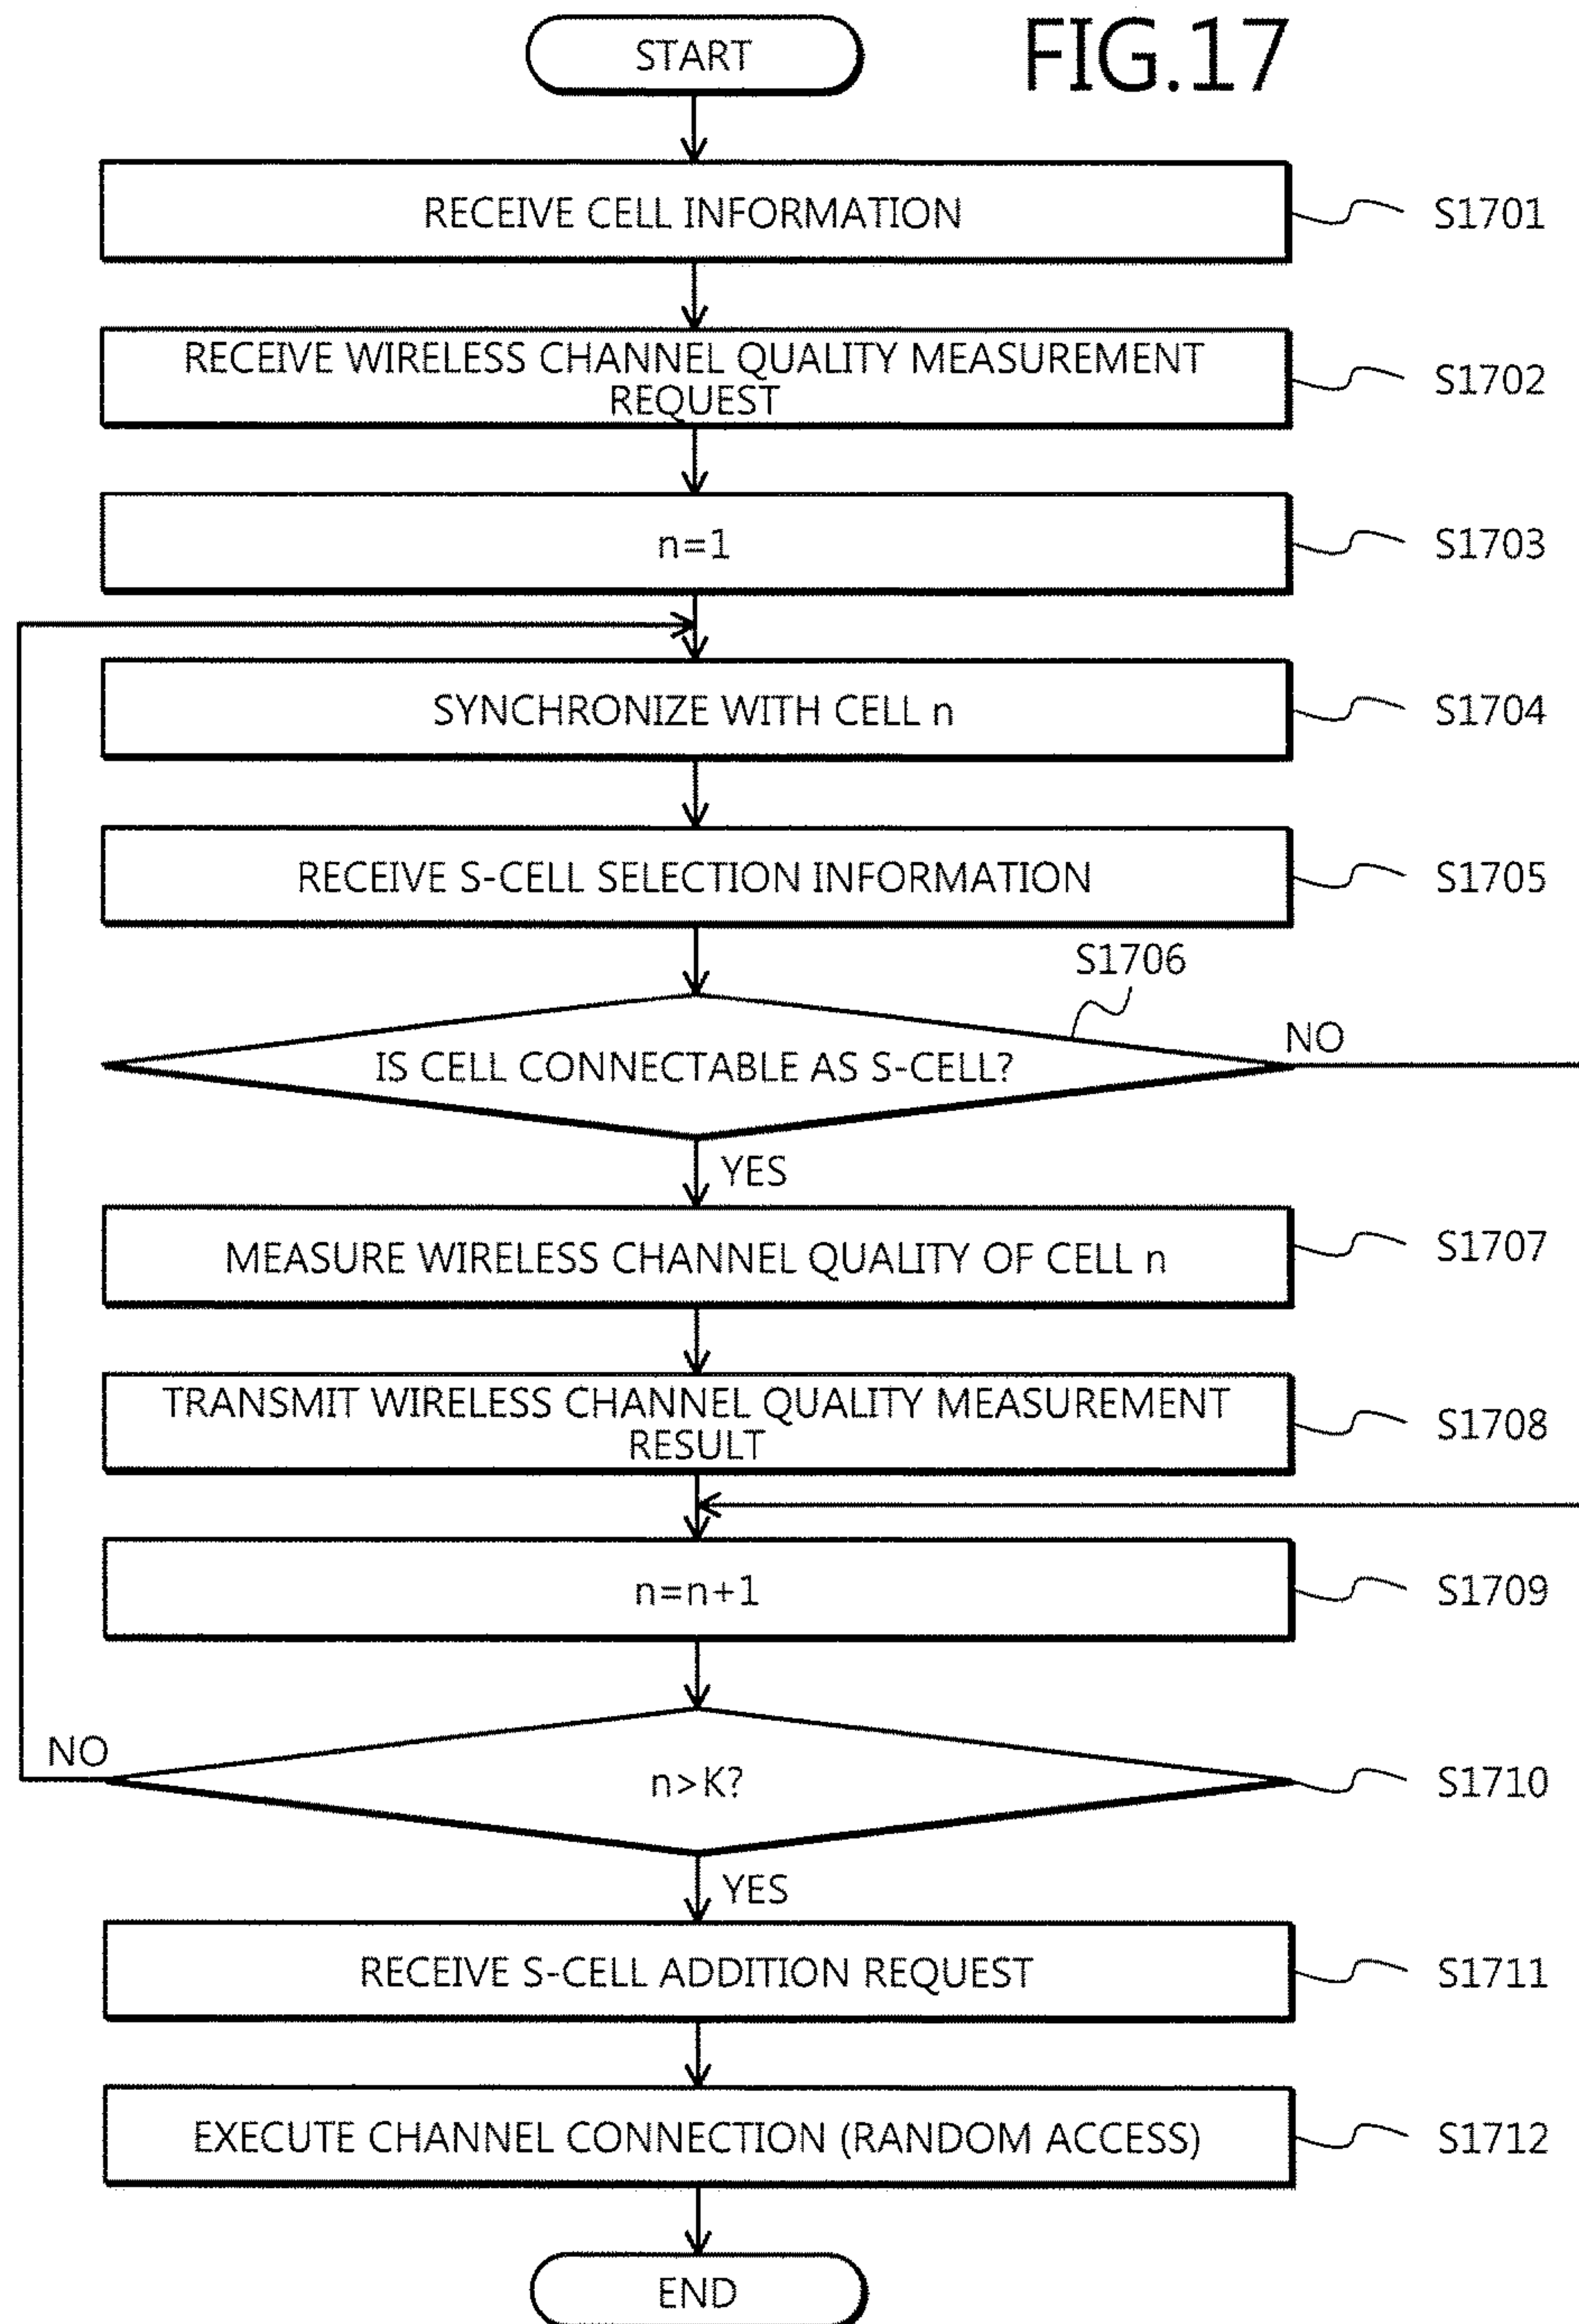 FIG.17
START
RECEIVE CELL INFORMATION
S1701
RECEIVE WIRELESS CHANNEL QUALITY MEASUREMENT
REQUEST
S1702
n=1
S1703
SYNCHRONIZE WITH CELL n
S1704
RECEIVE S-CELL SELECTION INFORMATION
S1705
S1706
IS CELL CONNECTABLE AS S-CELL?
NO
YES
MEASURE WIRELESS CHANNEL QUALITY OF CELL n
S1707
TRANSMIT WIRELESS CHANNEL QUALITY MEASUREMENT
RESULT
S1708
n=n+1
S1709
NO
n>K?
S1710
YES
RECEIVE S-CELL ADDITION REQUEST
S1711
EXECUTE CHANNEL CONNECTION (RANDOM ACCESS)
S1712
END